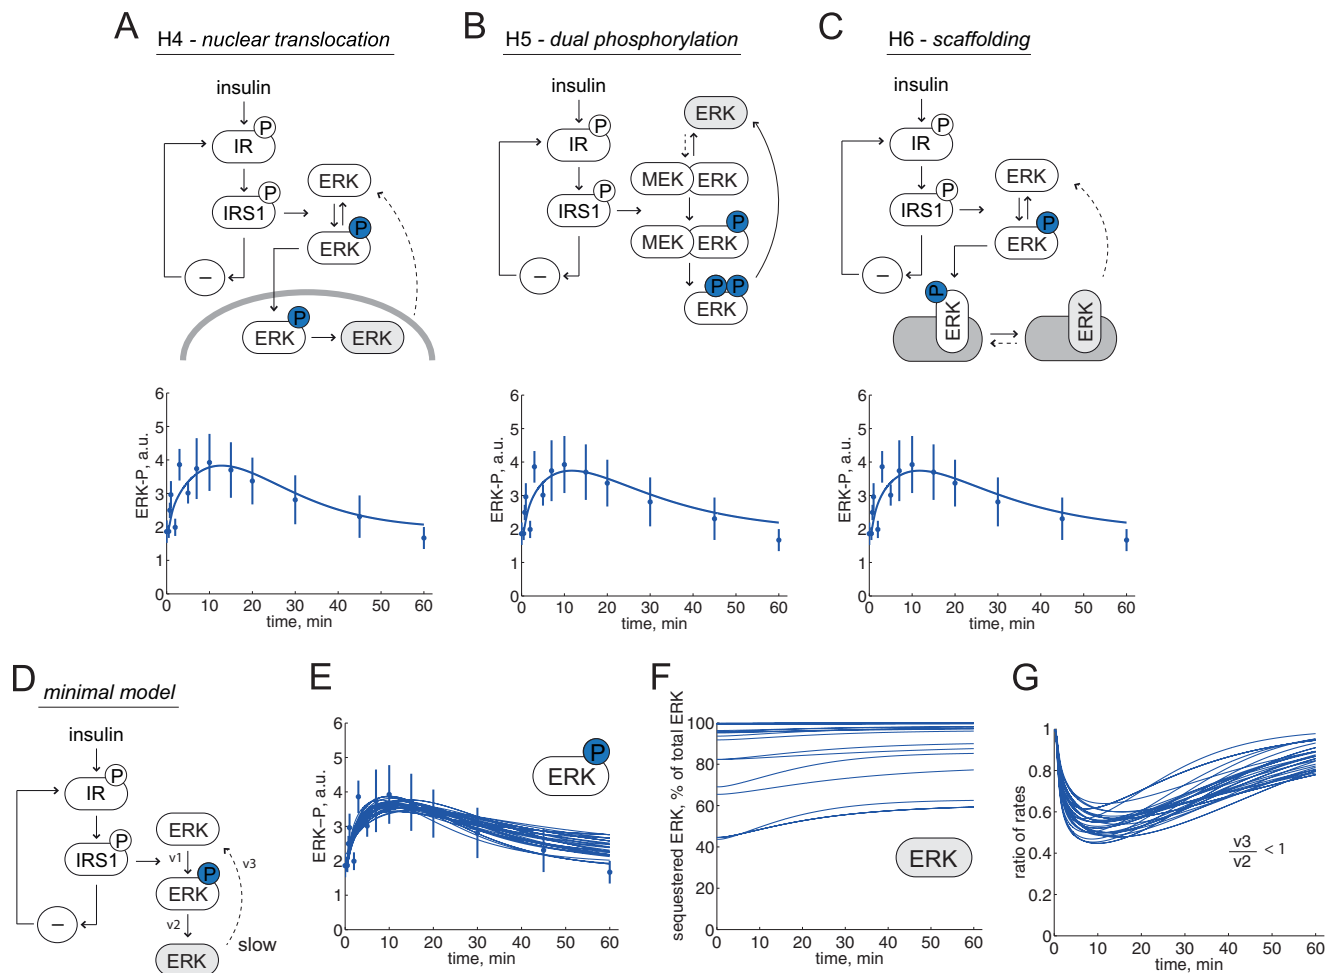 A
H4 - nuclear translocation
insulin
P
IR
P
IRS1
ERK
P
ERK
–
P
ERK
ERK
B
H5 - dual phosphorylation
insulin
P
IR
P
IRS1
–
ERK
MEK
ERK
P
MEK
ERK
P
P
ERK
C
H6 - scaffolding
insulin
P
IR
P
IRS1
ERK
P
ERK
–
P
ERK
ERK
6
5
4
3
2
1
0
ERK-P, a.u.
0
10
20
30
40
50
60
time, min
6
5
4
3
2
1
0
ERK-P, a.u.
0
10
20
30
40
50
60
time, min
6
5
4
3
2
1
0
ERK-P, a.u.
0
10
20
30
40
50
60
time, min
D
minimal model
insulin
P
IR
P
IRS1
–
ERK
v1
v3
P
ERK
v2
slow
ERK
E
6
5
4
3
2
1
0
ERK–P, a.u.
P
ERK
0
10
20
30
40
50
60
time, min
F
100
80
60
40
20
0
sequestered ERK, % of total ERK
ERK
0
10
20
30
40
50
60
time, min
G
1
0.8
0.6
0.4
0.2
0
ratio of rates
v3
v2
< 1
0
10
20
30
40
50
60
time, min